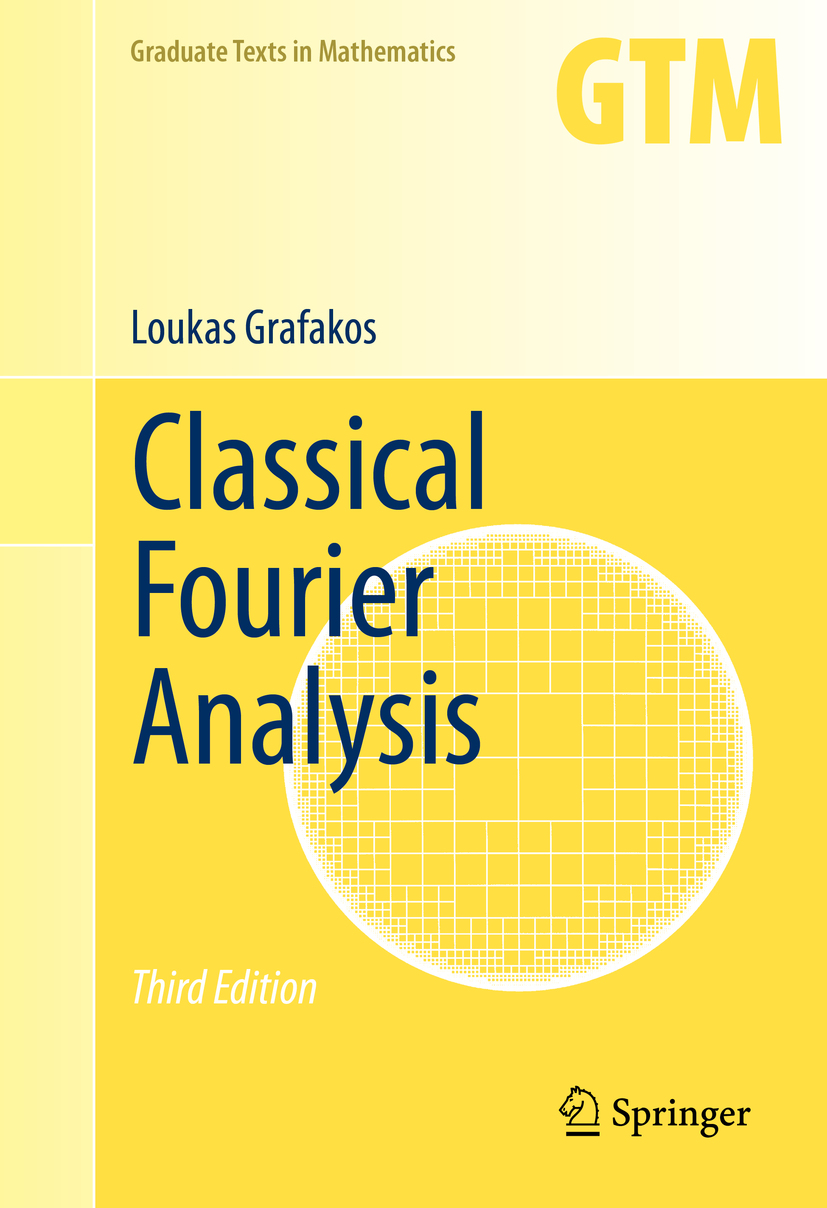 Graduate Texts in Mathematics
GTM
Loukas Grafakos
Classical
Fourier
Analysis
Third Edition
Springer